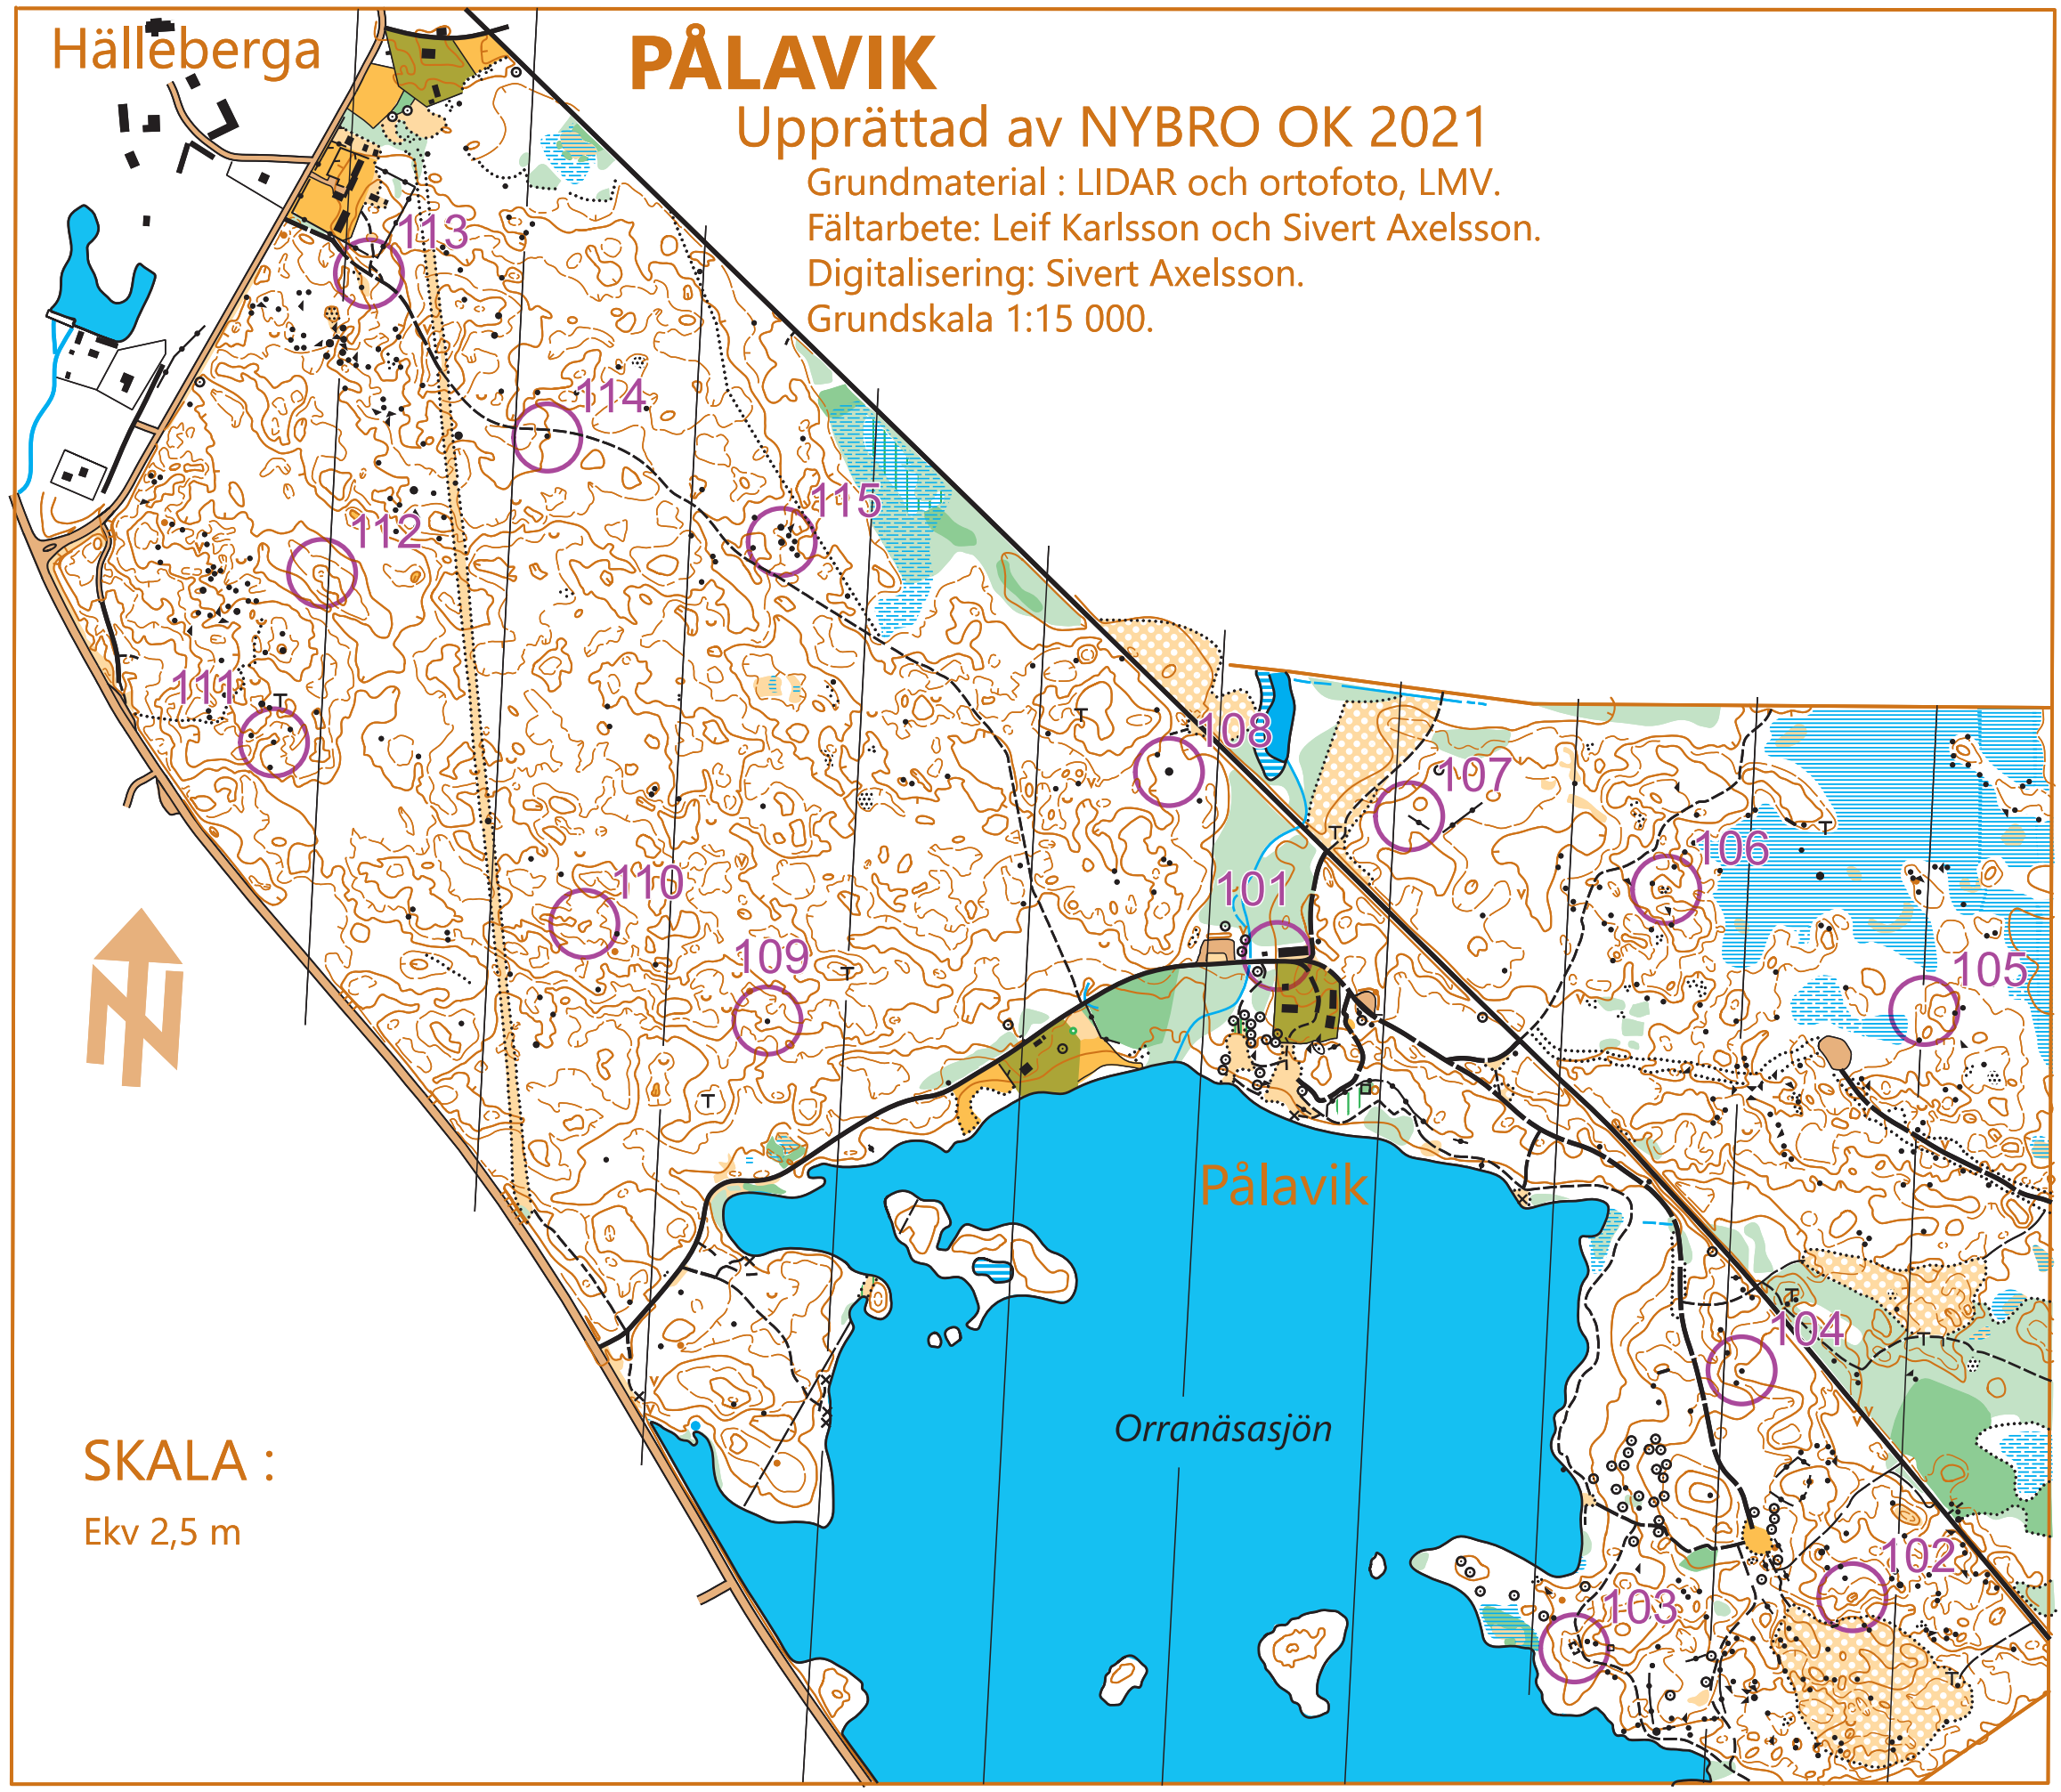 Hälleberga
PÅLAVIK
Upprättad av NYBRO OK 2021
Grundmaterial : LIDAR och ortofoto, LMV.
Fältarbete: Leif Karlsson och Sivert Axelsson.
Digitalisering: Sivert Axelsson.
Grundskala 1:15 000.
113
114
115
112
111
108
107
106
110
101
109
105
Pålavik
104
Orranäsasjön
SKALA :
Ekv 2,5 m
102
103
N